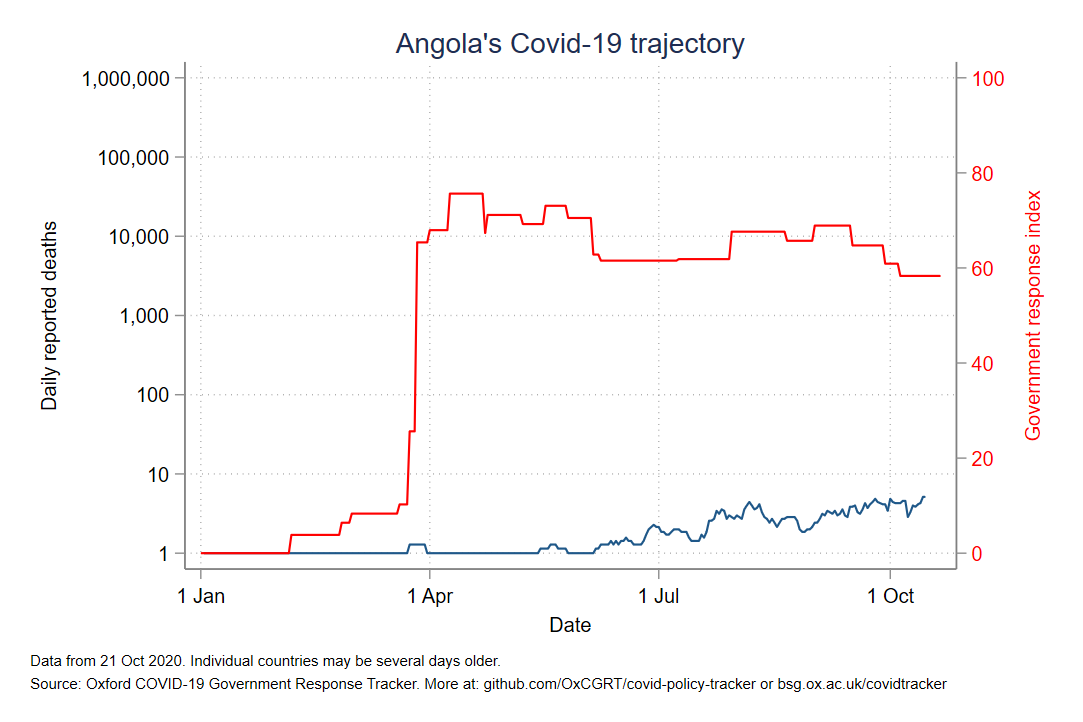 Angola's Covid-19 trajectory
1,000,000
100,000
10,000
1,000
100
10
1
Daily reported deaths
100
80
60
40
20
0
Government response index
1 Jan
1 Apr
1 Jul
1 Oct
Date
Data from 21 Oct 2020. Individual countries may be several days older.
Source: Oxford COVID-19 Government Response Tracker. More at: github.com/OxCGRT/covid-policy-tracker or bsg.ox.ac.uk/covidtracker